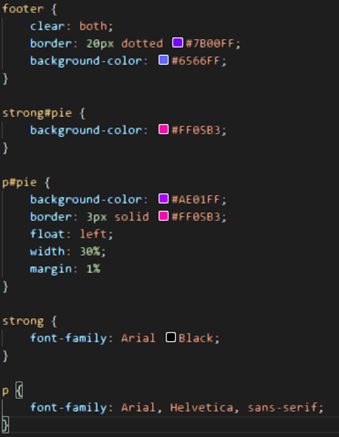 footer {
clear: both;
border: 20px dotted #7B00FF;
background-color: #6566FF;
}
strong#pie {
background-color: #FF05B3;
}
p#pie {
background-color: #AE01FF;
border: 3px solid #FF05B3;
float: left;
width: 30%;
margin: 1%
}
strong {
font-family: Arial Black;
}
p {
font-family: Arial, Helvetica, sans-serif;
}